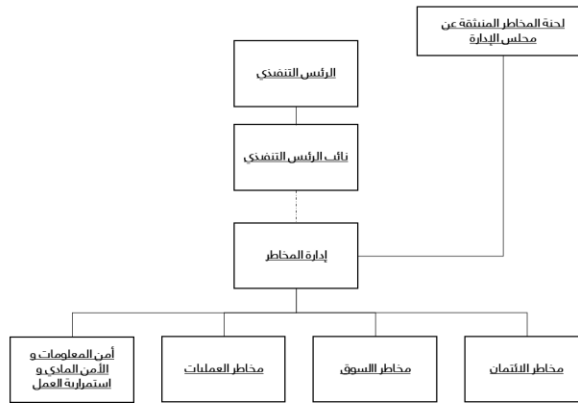 لجنة المخاطر المنبثقة عن
مجلس الإدارة
الرئيس التنفيذي
نائب الرئيس التنفيذي
إدارة المخاطر
مخاطر الائتمان
مخاطر االسوق
مخاطر العمليات
أمن المعلومات و
الأمن المادي و
استمرارية العمل